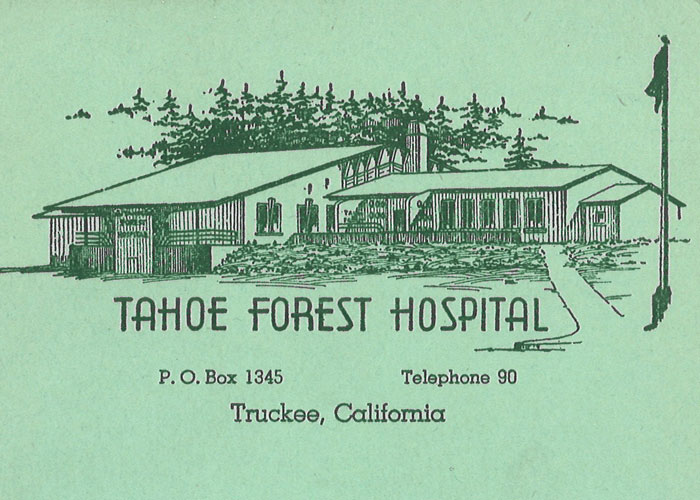 TAHOE FOREST HOSPITAL
P. O. Box 1345 Telephone 90
Truckee, California